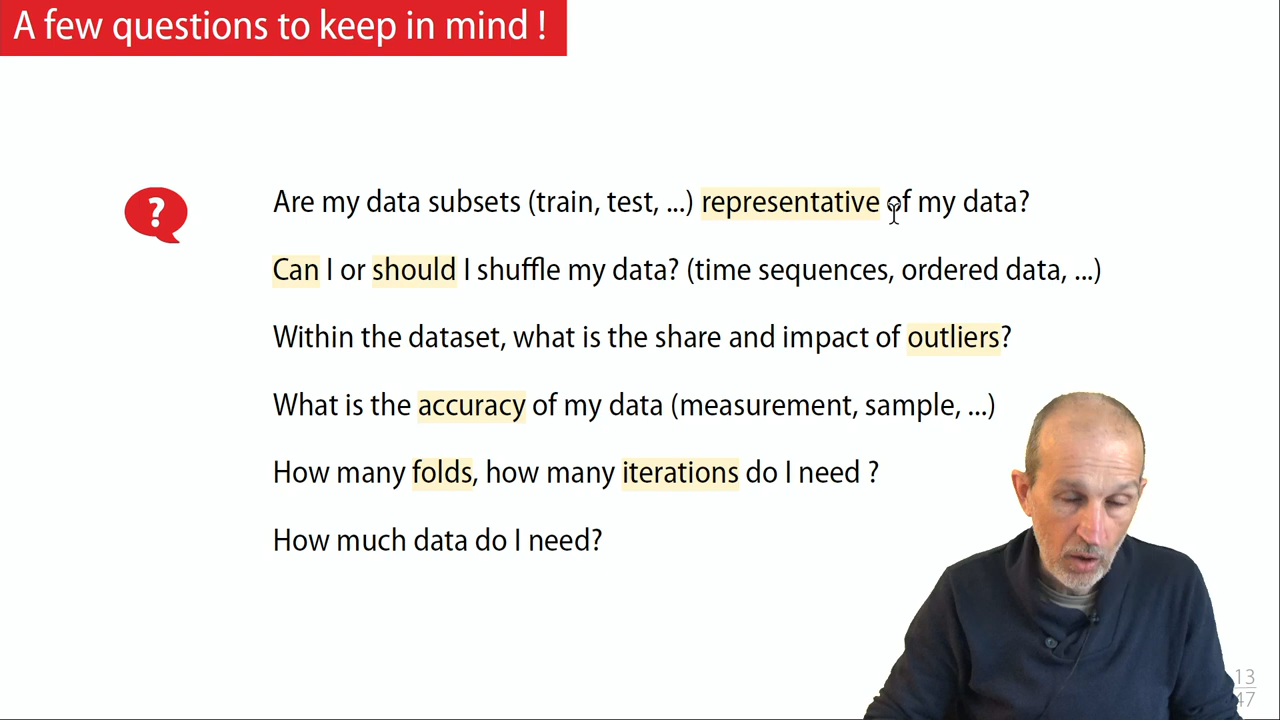 A few questions to keep in mind !
?
Are my data subsets (train, test, ...) representative of my data?
Can I or should I shuffle my data? (time sequences, ordered data, ...)
Within the dataset, what is the share and impact of outliers?
What is the accuracy of my data (measurement, sample, ...)
How many folds, how many iterations do I need ?
How much data do I need?
13
47